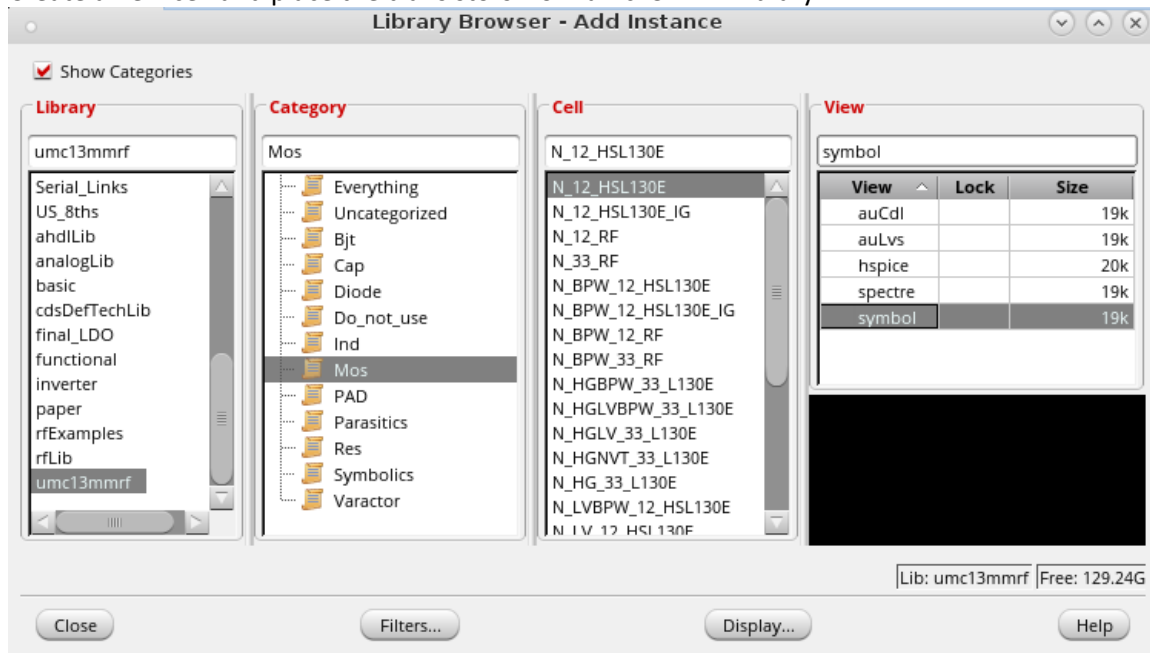 Library Browser - Add Instance
Show Categories
Library
umc13mmrf
Serial_Links
US_8ths
ahdlLib
analogLib
basic
cdsDefTechLib
final_LDO
functional
inverter
paper
rfExamples
rfLib
umc13mmrf
Category
Mos
Everything
Uncategorized
Bjt
Cap
Diode
Do_not_use
Ind
Mos
PAD
Parasitics
Res
Symbolics
Varactor
Cell
N_12_HSL130E
N_12_HSL130E
N_12_HSL130E_IG
N_12_RF
N_33_RF
N_BPW_12_HSL130E
N_BPW_12_HSL130E_IG
N_BPW_12_RF
N_BPW_33_RF
N_HGBPW_33_L130E
N_HGLVBPW_33_L130E
N_HGLV_33_L130E
N_HGNVT_33_L130E
N_HG_33_L130E
N_LVBPW_12_HSL130E
N_LV_12_HSL130E
View
symbol
View Lock Size
auCdl 19k
auLvs 19k
hspice 20k
spectre 19k
symbol 19k
Lib: umc13mmrf Free: 129.24G
Close Filters... Display... Help